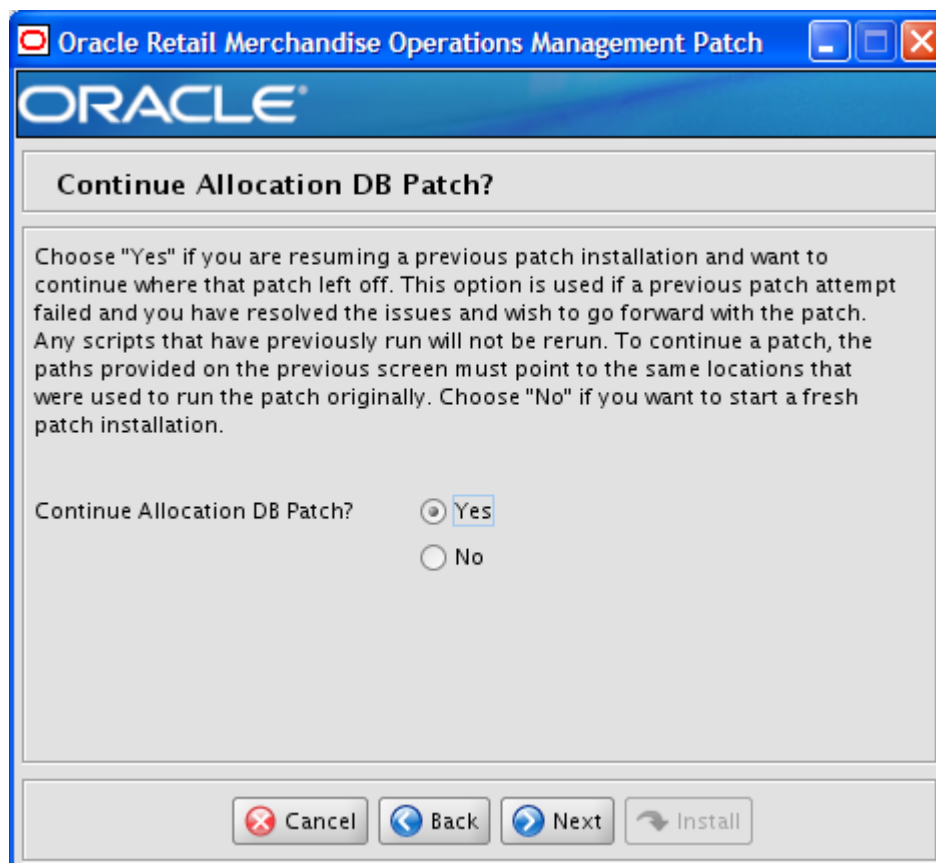 Oracle Retail Merchandise Operations Management Patch
ORACLE®
Continue Allocation DB Patch?
Choose "Yes" if you are resuming a previous patch installation and want to
continue where that patch left off. This option is used if a previous patch attempt
failed and you have resolved the issues and wish to go forward with the patch.
Any scripts that have previously run will not be rerun. To continue a patch, the
paths provided on the previous screen must point to the same locations that
were used to run the patch originally. Choose "No" if you want to start a fresh
patch installation.
Continue Allocation DB Patch? Yes
No
Cancel Back Next Install